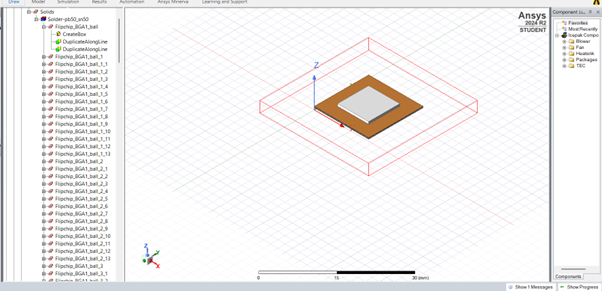 Draw Model Simulation Results Automation Ansys Minerva Learning and Support
Solids
Solder-pb50_sn50
Flipchip_BGA1_ball
CreateBox
DuplicateAlongLine
DuplicateAlongLine
Flipchip_BGA1_ball_1
Flipchip_BGA1_ball_1_1
Flipchip_BGA1_ball_1_2
Flipchip_BGA1_ball_1_3
Flipchip_BGA1_ball_1_4
Flipchip_BGA1_ball_1_5
Flipchip_BGA1_ball_1_6
Flipchip_BGA1_ball_1_7
Flipchip_BGA1_ball_1_8
Flipchip_BGA1_ball_1_9
Flipchip_BGA1_ball_1_10
Flipchip_BGA1_ball_1_11
Flipchip_BGA1_ball_1_12
Flipchip_BGA1_ball_1_13
Flipchip_BGA1_ball_2
Flipchip_BGA1_ball_2_1
Flipchip_BGA1_ball_2_2
Flipchip_BGA1_ball_2_3
Flipchip_BGA1_ball_2_4
Flipchip_BGA1_ball_2_5
Flipchip_BGA1_ball_2_6
Flipchip_BGA1_ball_2_7
Flipchip_BGA1_ball_2_8
Flipchip_BGA1_ball_2_9
Flipchip_BGA1_ball_2_10
Flipchip_BGA1_ball_2_11
Flipchip_BGA1_ball_2_12
Flipchip_BGA1_ball_2_13
Flipchip_BGA1_ball_3
Flipchip_BGA1_ball_3_1
Z
Ansys
2024 R2
STUDENT
Z
Y
X
0 15 30 (mm)
Component Li...
Favorites
Most Recently
Icepak Compo
Blower
Fan
Heatsink
Packages
TEC
Components
Show 1 Messages Show Progress